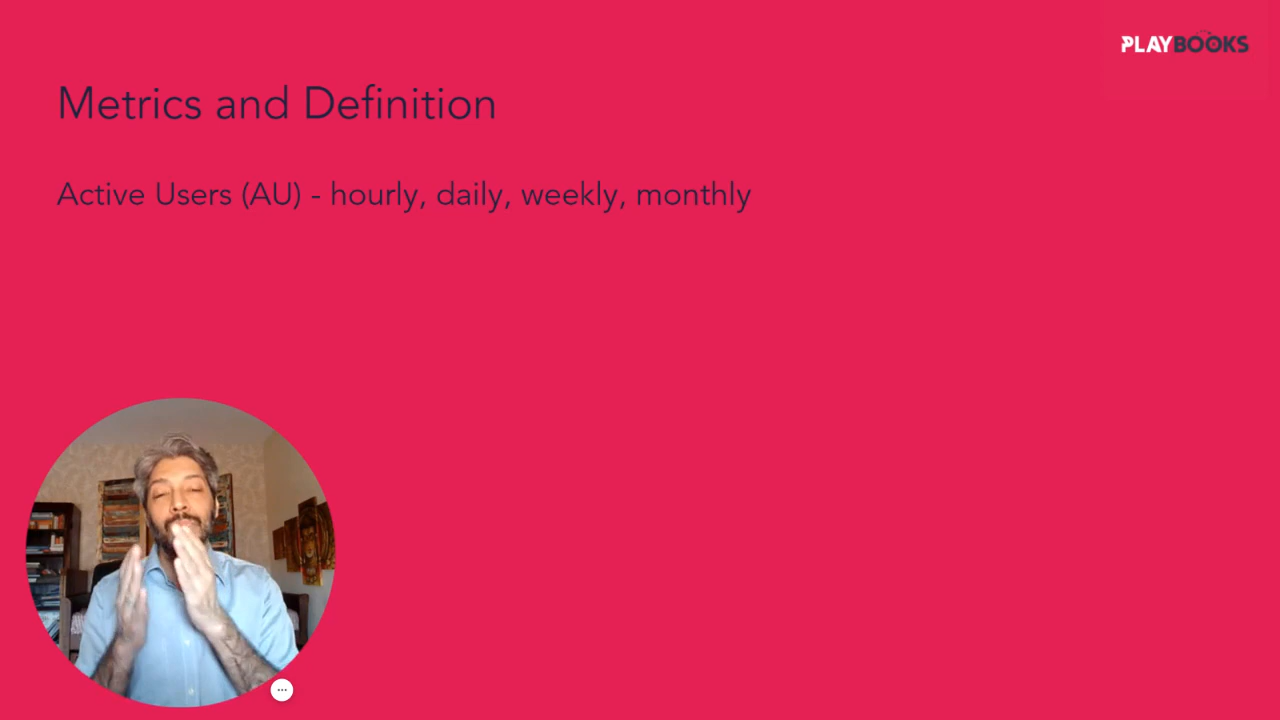 PLAYBOOKS
Metrics and Definition
Active Users (AU) - hourly, daily, weekly, monthly